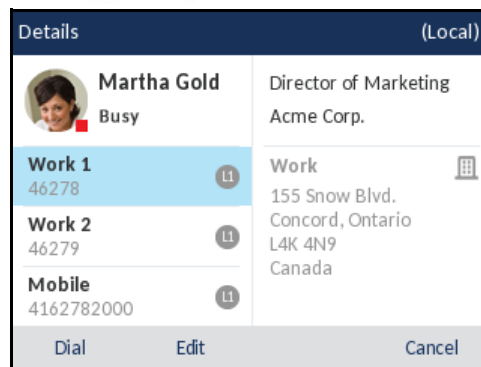 Details (Local)
Martha Gold
Busy
Director of Marketing
Acme Corp.
Work 1
46278
L1
Work 2
46279
L1
Mobile
4162782000
L1
Work
155 Snow Blvd.
Concord, Ontario
L4K 4N9
Canada
Dial Edit Cancel